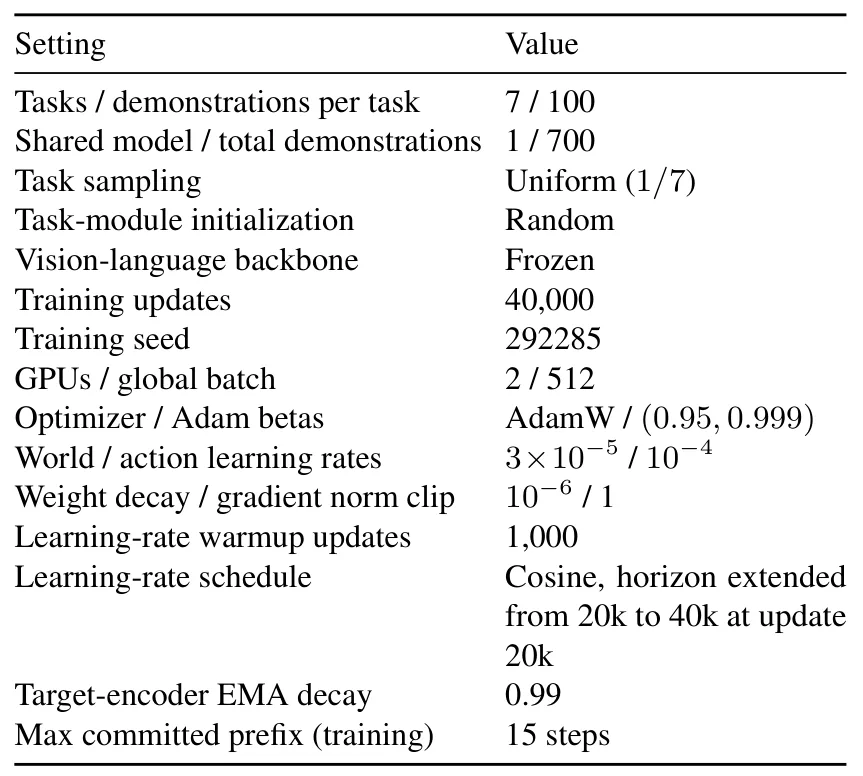 Setting Value
Tasks / demonstrations per task 7 / 100
Shared model / total demonstrations 1 / 700
Task sampling Uniform (1/7)
Task-module initialization Random
Vision-language backbone Frozen
Training updates 40,000
Training seed 292285
GPUs / global batch 2 / 512
Optimizer / Adam betas AdamW / (0.95, 0.999)
World / action learning rates 3×10⁻⁵ / 10⁻⁴
Weight decay / gradient norm clip 10⁻⁶ / 1
Learning-rate warmup updates 1,000
Learning-rate schedule Cosine, horizon extended
from 20k to 40k at update
20k
Target-encoder EMA decay 0.99
Max committed prefix (training) 15 steps